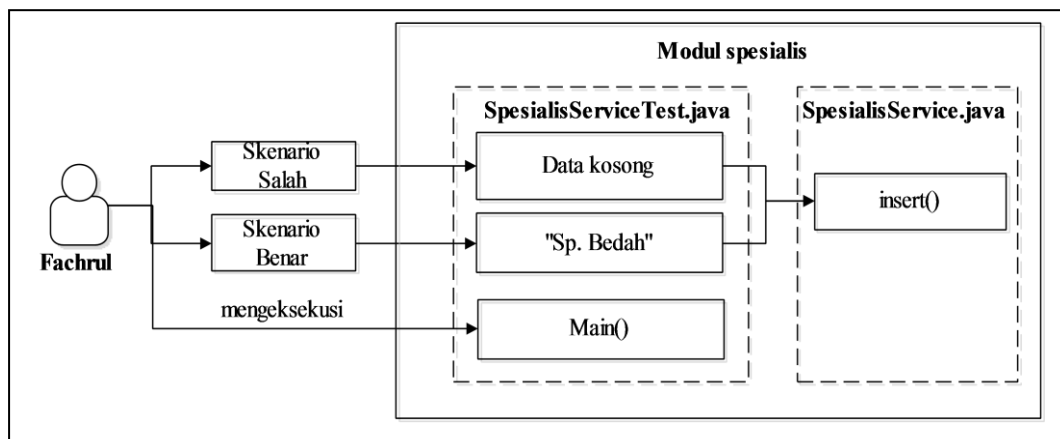 Modul spesialis
SpesialisServiceTest.java
SpesialisService.java
Skenario
Salah
Data kosong
insert()
Skenario
Benar
"Sp. Bedah"
Fachrul
mengeksekusi
Main()